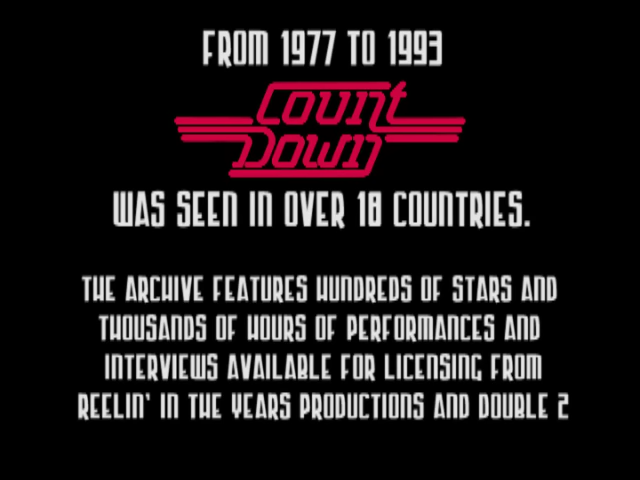 FROM 1977 TO 1993
Count
Down
WAS SEEN IN OVER 18 COUNTRIES.
THE ARCHIVE FEATURES HUNDREDS OF STARS AND
THOUSANDS OF HOURS OF PERFORMANCES AND
INTERVIEWS AVAILABLE FOR LICENSING FROM
REELIN' IN THE YEARS PRODUCTIONS AND DOUBLE 2